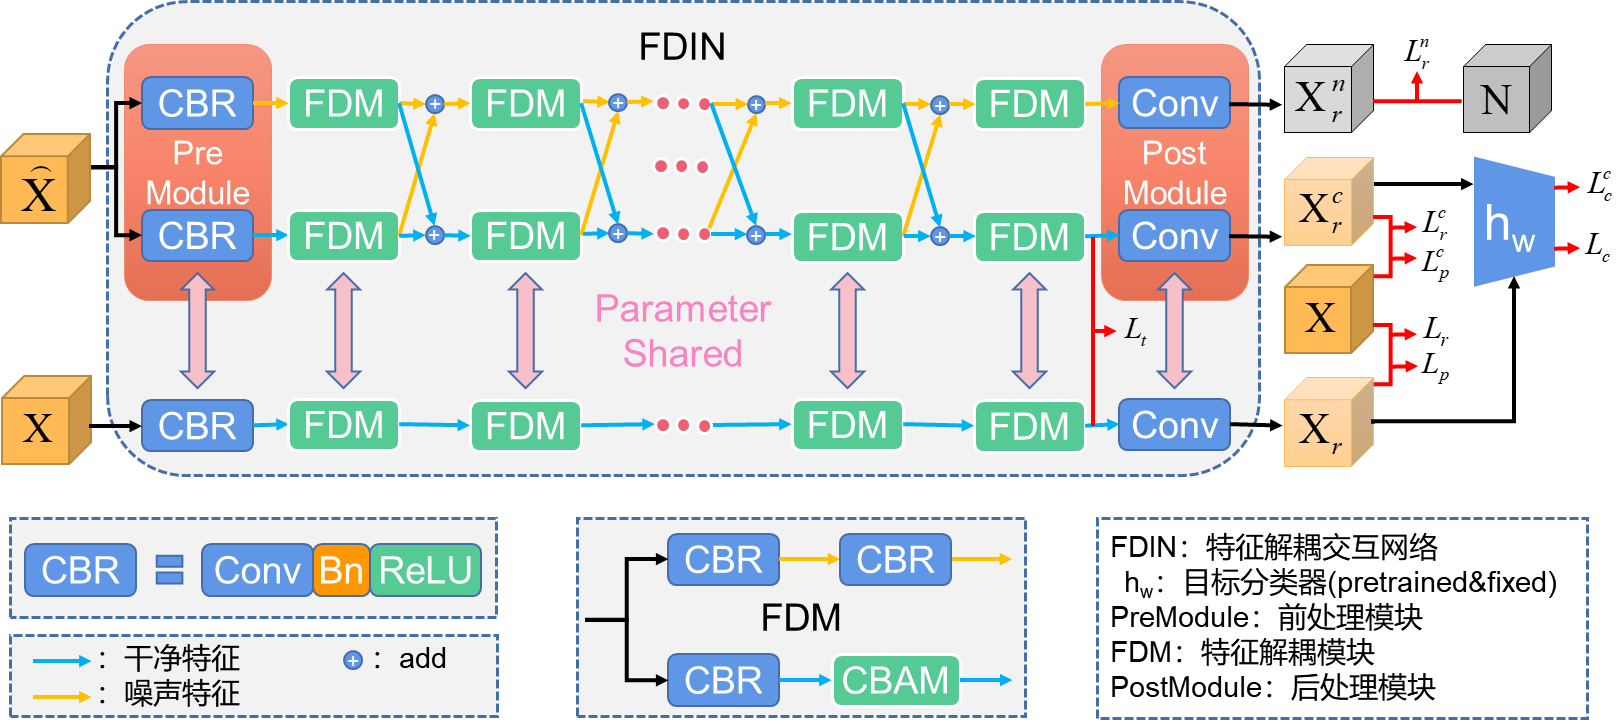 FDIN
CBR FDM FDM FDM FDM Conv
Pre
Module
Post
Module
CBR FDM FDM FDM FDM Conv
Parameter
Shared
CBR FDM FDM FDM FDM Conv
X̂
X
X_r^n
L_r^n
N
X_r^c
L_r^c
L_p^c
X
L_r
L_p
X_r
h_w
L_c^c
L_c
L_t
CBR = Conv Bn ReLU
：干净特征
+ ：add
：噪声特征
CBR CBR
FDM
CBR CBAM
FDIN：特征解耦交互网络
h_w：目标分类器(pretrained&fixed)
PreModule：前处理模块
FDM：特征解耦模块
PostModule：后处理模块